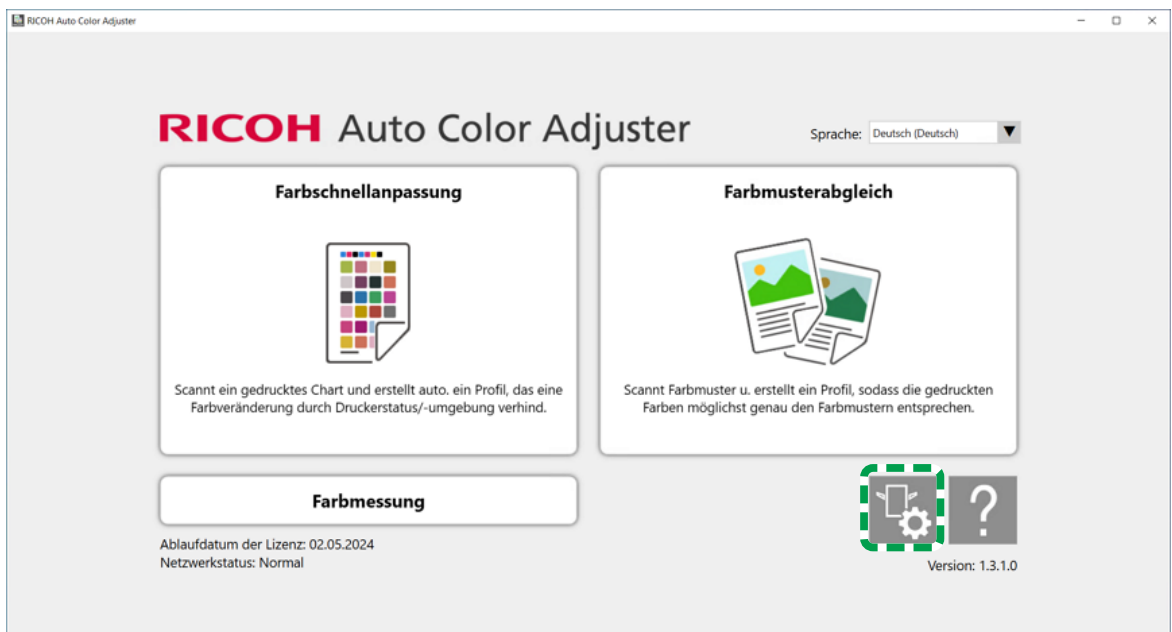 RICOH Auto Color Adjuster
RICOH Auto Color Adjuster
Sprache: Deutsch (Deutsch)
Farbschnellanpassung
Scannt ein gedrucktes Chart und erstellt auto. ein Profil, das eine
Farbveränderung durch Druckerstatus/-umgebung verhind.
Farbmusterabgleich
Scannt Farbmuster u. erstellt ein Profil, sodass die gedruckten
Farben möglichst genau den Farbmustern entsprechen.
Farbmessung
?
Ablaufdatum der Lizenz: 02.05.2024
Netzwerkstatus: Normal
Version: 1.3.1.0